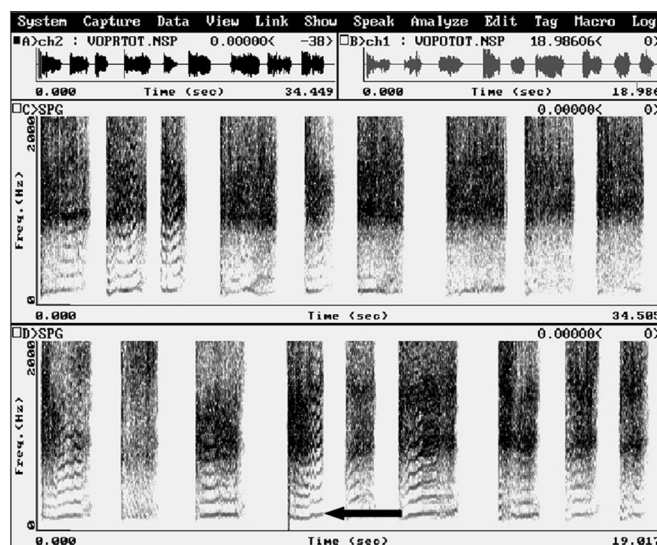 System Capture Data View Link Show Speak Analyze Edit Tag Macro Log
A>ch2 : VOPRTOT.NSP 0.00000< -38>
B>ch1 : VOPOTOT.NSP 18.98606< 0>
0.000 Time (sec) 34.449
0.000 Time (sec) 18.986
C>SPG 0.00000< 0>
2000
Freq.(Hz)
0
0.000 Time (sec) 34.505
D>SPG 0.00000< 0>
2000
Freq.(Hz)
0
0.000 Time (sec) 19.017